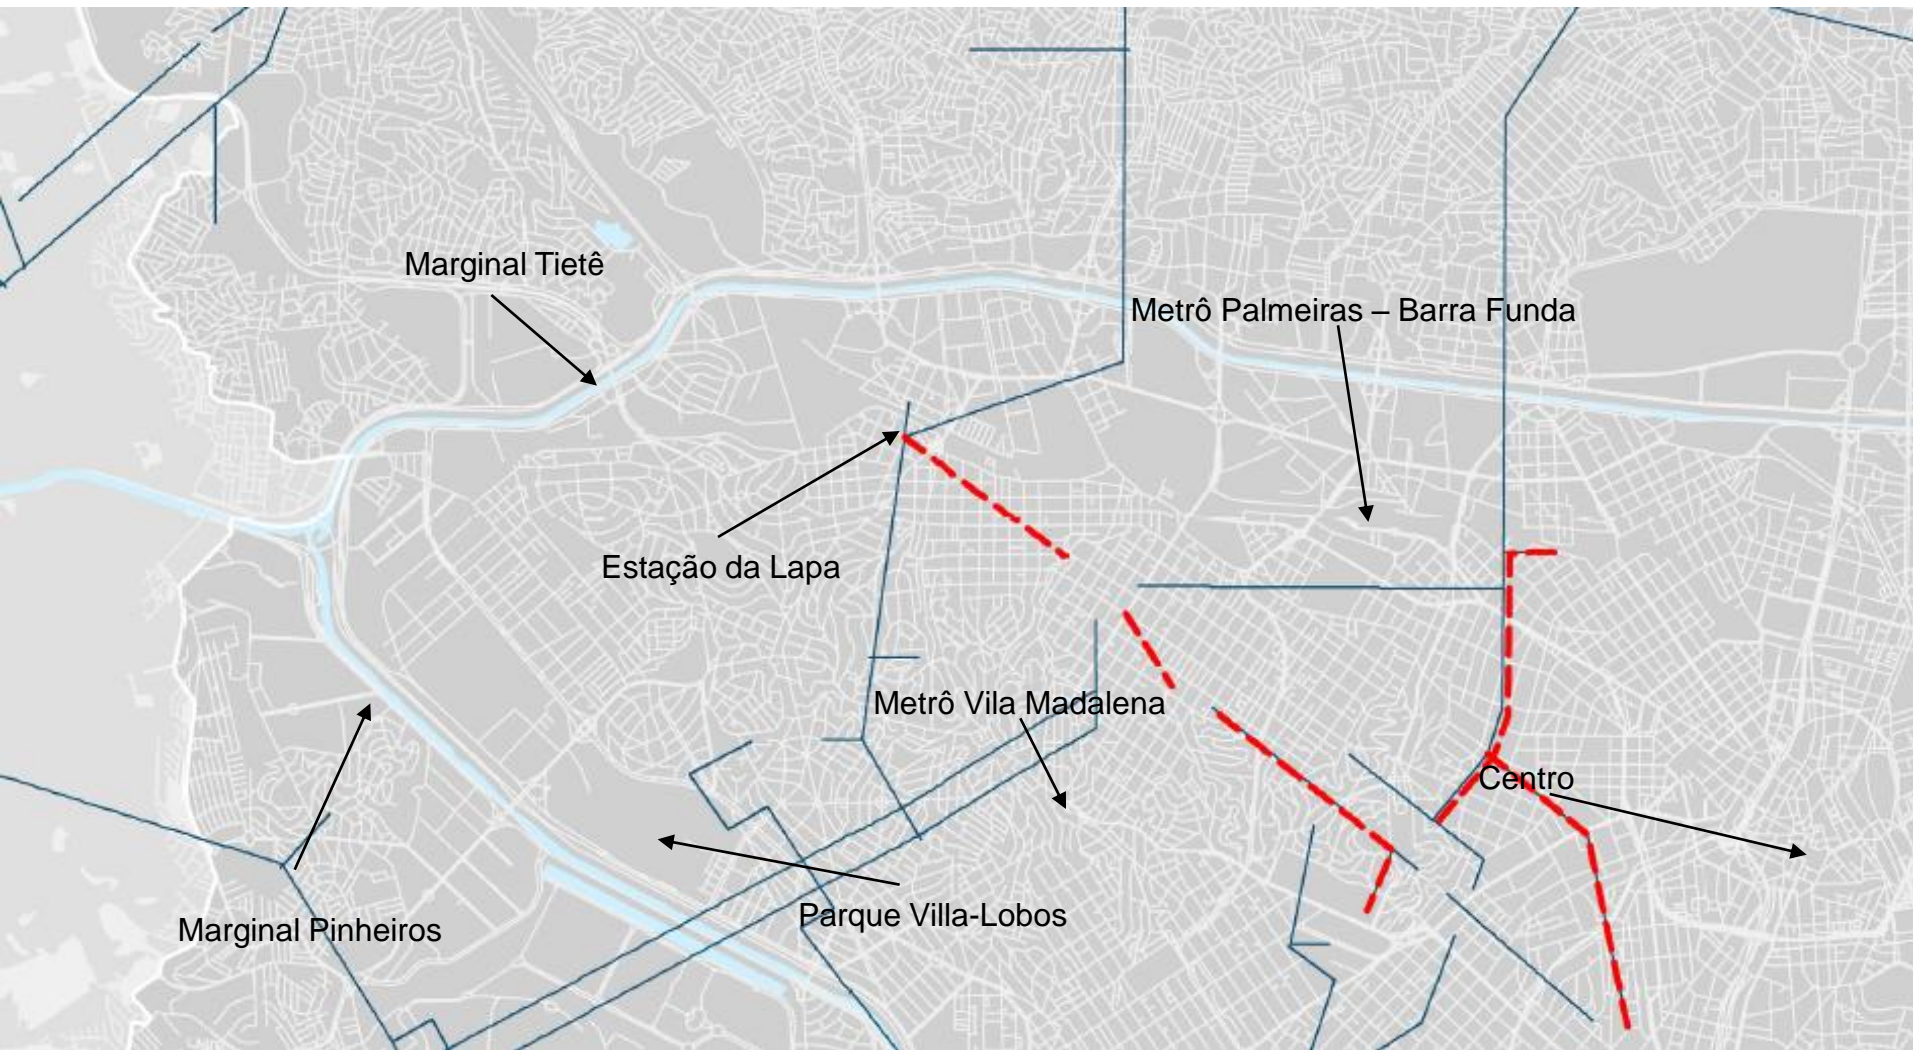 Marginal Tietê
Metrô Palmeiras – Barra Funda
Estação da Lapa
Metrô Vila Madalena
Centro
Parque Villa-Lobos
Marginal Pinheiros